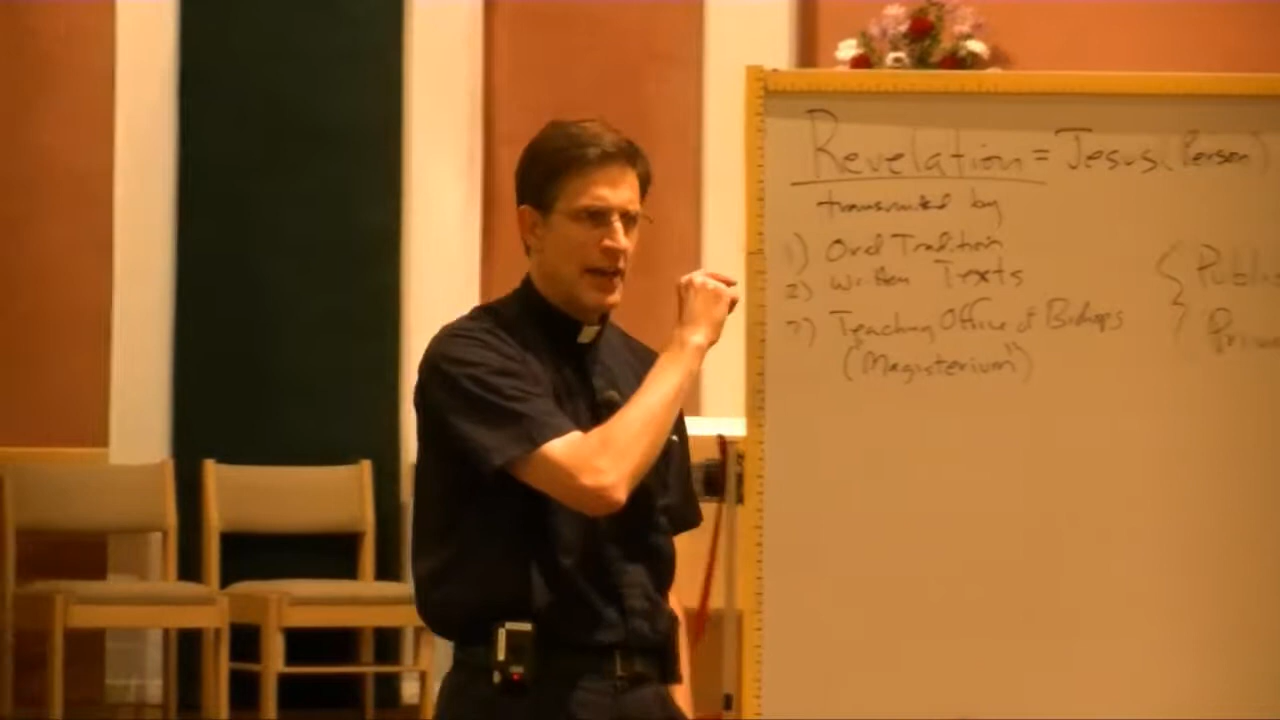 Revelation = Jesus (Person)
transmitted by
1) Oral Tradition
2) Written Texts
3) Teaching Office of Bishops
("Magisterium")
{ Public